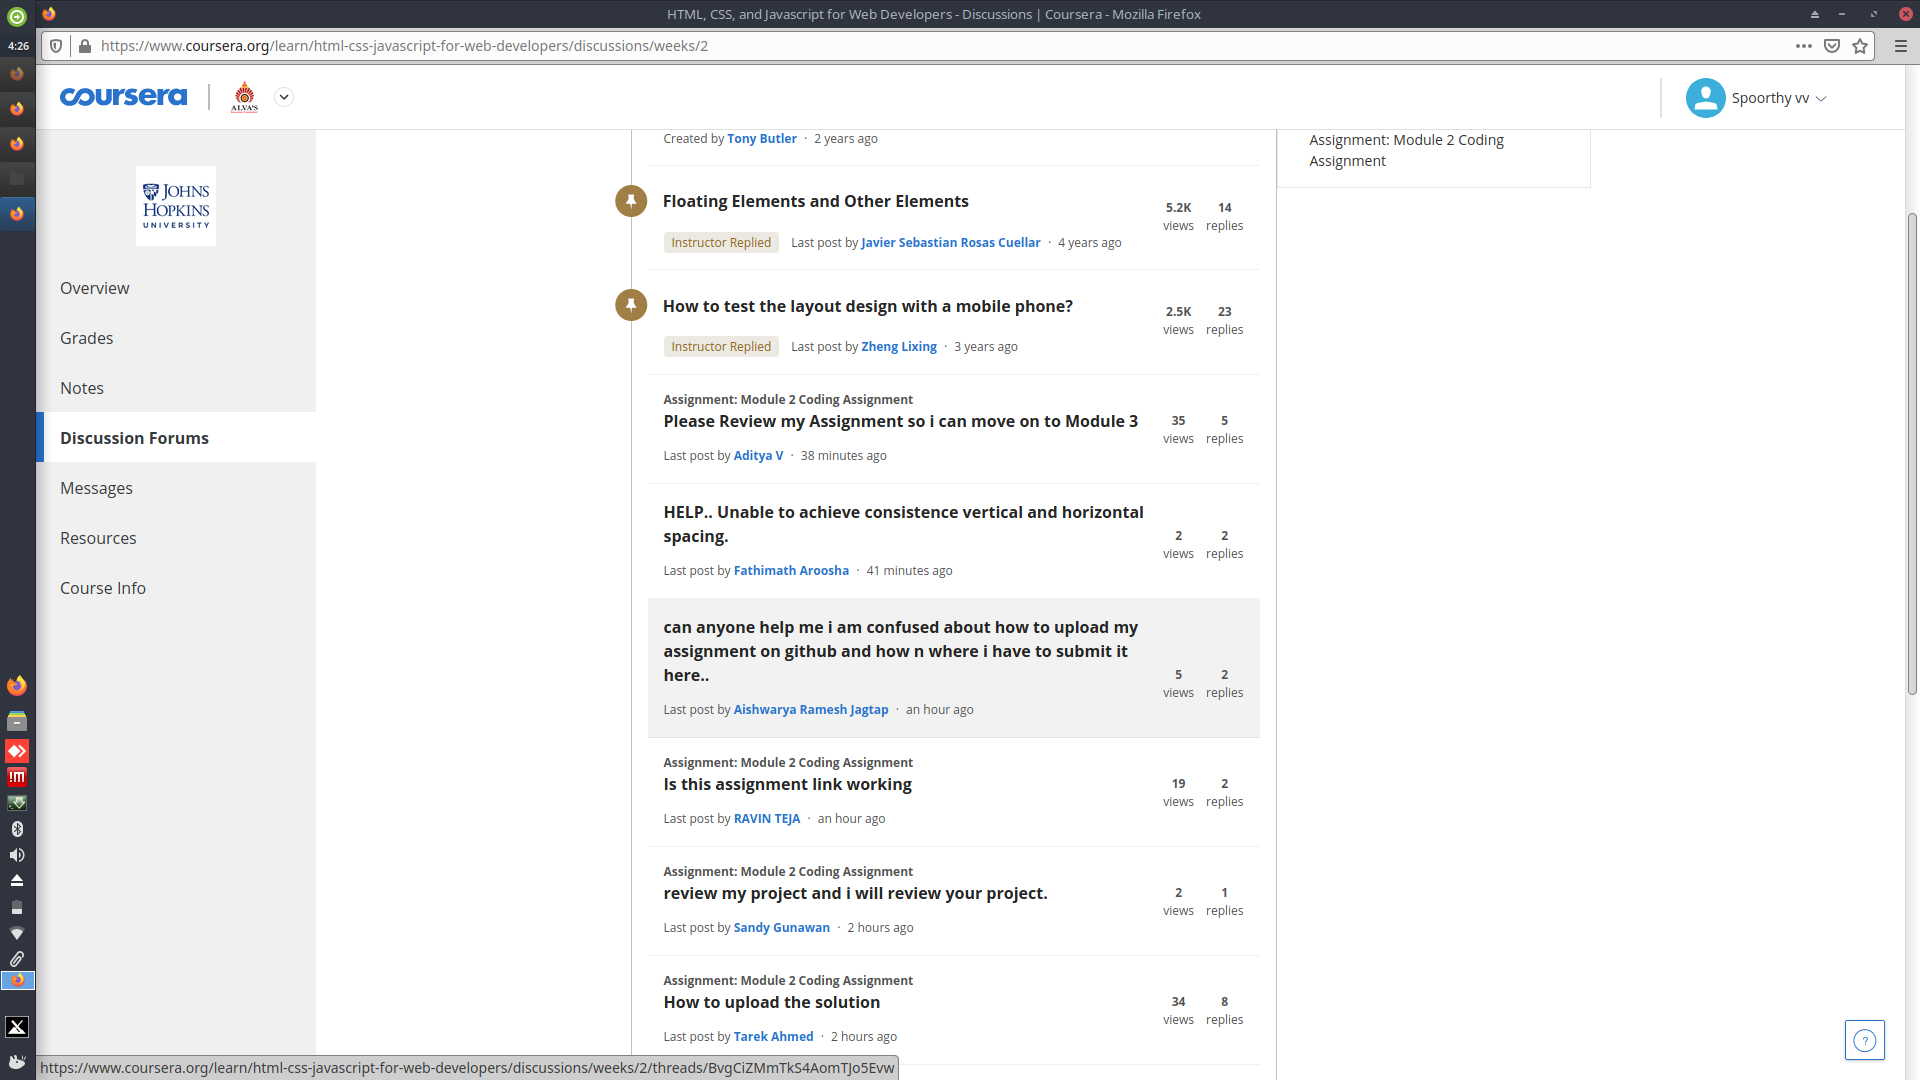 HTML, CSS, and Javascript for Web Developers - Discussions | Coursera - Mozilla Firefox
4:26
https://www.coursera.org/learn/html-css-javascript-for-web-developers/discussions/weeks/2
coursera
ALVA'S
Spoorthy vv
JOHNS
HOPKINS
UNIVERSITY
Overview
Grades
Notes
Discussion Forums
Messages
Resources
Course Info
Created by Tony Butler · 2 years ago
Floating Elements and Other Elements
5.2K 14
views replies
Instructor Replied Last post by Javier Sebastian Rosas Cuellar · 4 years ago
How to test the layout design with a mobile phone?
2.5K 23
views replies
Instructor Replied Last post by Zheng Lixing · 3 years ago
Assignment: Module 2 Coding Assignment
Please Review my Assignment so i can move on to Module 3
35 5
views replies
Last post by Aditya V · 38 minutes ago
HELP.. Unable to achieve consistence vertical and horizontal
spacing.
2 2
views replies
Last post by Fathimath Aroosha · 41 minutes ago
can anyone help me i am confused about how to upload my
assignment on github and how n where i have to submit it
here..
5 2
views replies
Last post by Aishwarya Ramesh Jagtap · an hour ago
Assignment: Module 2 Coding Assignment
Is this assignment link working
19 2
views replies
Last post by RAVIN TEJA · an hour ago
Assignment: Module 2 Coding Assignment
review my project and i will review your project.
2 1
views replies
Last post by Sandy Gunawan · 2 hours ago
Assignment: Module 2 Coding Assignment
How to upload the solution
34 8
views replies
Last post by Tarek Ahmed · 2 hours ago
Assignment: Module 2 Coding
Assignment
?
!m
https://www.coursera.org/learn/html-css-javascript-for-web-developers/discussions/weeks/2/threads/BvgCiZMmTkS4AomTJo5Evw